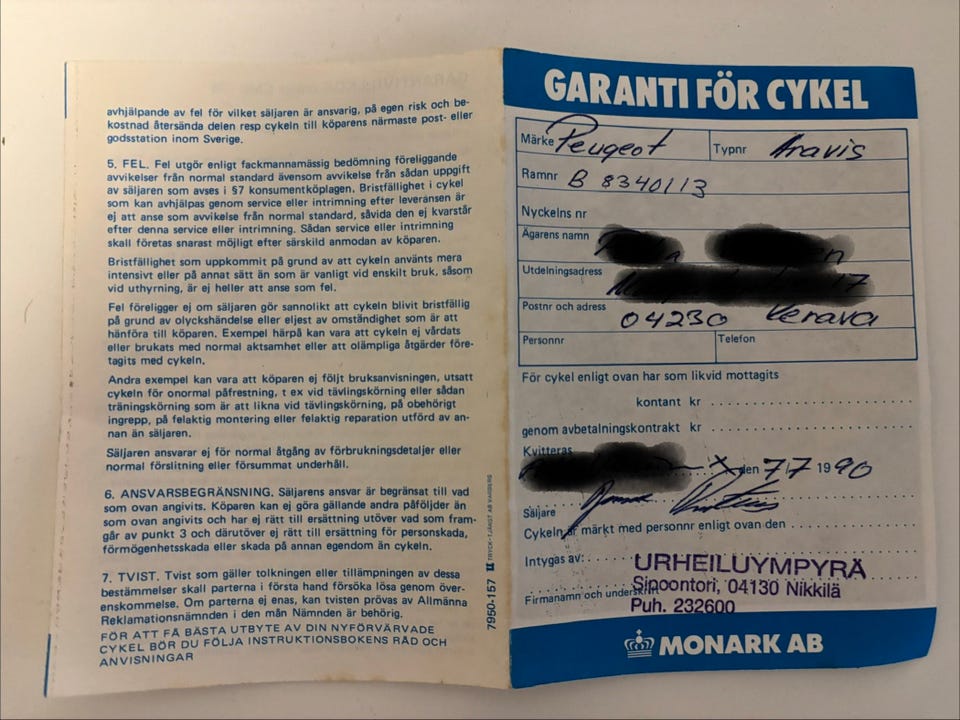 avhjälpande av fel för vilket säljaren är ansvarig, på egen risk och be-
kostnad återsända delen resp cykeln till köparens närmaste post- eller
godsstation inom Sverige.
5. FEL. Fel utgör enligt fackmannamässig bedömning föreliggande
avvikelser från normal standard ävensom avvikelse från sådan uppgift
av säljaren som avses i §7 konsumentköplagen. Bristfällighet i cykel
som kan avhjälpas genom service eller intrimning efter leveransen är
ej att anse som avvikelse från normal standard, såvida den ej kvarstår
efter denna service eller intrimning. Sådan service eller intrimning
skall företas snarast möjligt efter särskild anmodan av köparen.
Bristfällighet som uppkommit på grund av att cykeln använts mera
intensivt eller på annat sätt än som är vanligt vid enskilt bruk, såsom
vid uthyrning, är ej heller att anse som fel.
Fel föreligger ej om säljaren gör sannolikt att cykeln blivit bristfällig
på grund av olyckshändelse eller eljest av omständighet som är att
hänföra till köparen. Exempel härpå kan vara att cykeln ej vårdats
eller brukats med normal aktsamhet eller att olämpliga åtgärder före-
tagits med cykeln.
Andra exempel kan vara att köparen ej följt bruksanvisningen, utsatt
cykeln för onormal påfrestning, t ex vid tävlingskörning eller sådan
träningskörning som är att likna vid tävlingskörning, på obehörigt
ingrepp, på felaktig montering eller felaktig reparation utförd av an-
nan än säljaren.
Säljaren ansvarar ej för normal åtgång av förbrukningsdetaljer eller
normal förslitning eller försummat underhåll.
6. ANSVARSBEGRÄNSNING. Säljarens ansvar är begränsat till vad
som ovan angivits. Köparen kan ej göra gällande andra påföljder än
som ovan angivits och har ej rätt till ersättning utöver vad som fram-
går av punkt 3 och därutöver ej rätt till ersättning för personskada,
förmögenhetsskada eller skada på annan egendom än cykeln.
7. TVIST. Tvist som gäller tolkningen eller tillämpningen av dessa
bestämmelser skall parterna i första hand försöka lösa genom över-
enskommelse. Om parterna ej enas, kan tvisten prövas av Allmänna
Reklamationsnämnden i den mån Nämnden är behörig.
FÖR ATT FÅ BÄSTA UTBYTE AV DIN NYFÖRVÄRVADE
CYKEL BÖR DU FÖLJA INSTRUKTIONSBOKENS RÅD OCH
ANVISNINGAR
7950-157
GARANTI FÖR CYKEL
Märke Peugeot Typnr Aravis
Ramnr B 8340113
Nyckelns nr
Ägarens namn
Utdelningsadress 17
Postnr och adress 04230 Kerava
Personnr Telefon
För cykel enligt ovan har som likvid mottagits
kontant kr
genom avbetalningskontrakt kr
Kvitteras
X den 7/7 1990
Säljare
Cykeln är märkt med personnr enligt ovan den
Intygas av:
URHEILUYMPYRÄ
Sipoontori, 04130 Nikkilä
Firmanamn och underskrift
Puh. 232600
MONARK AB